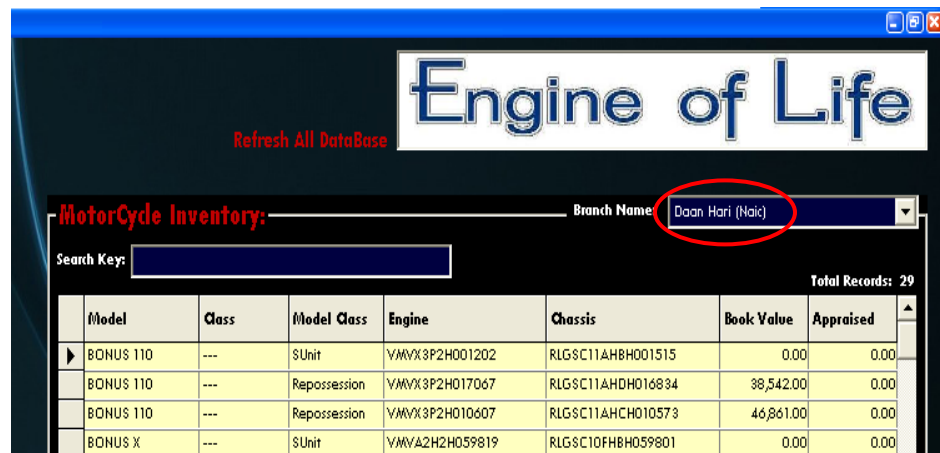 Engine of Life
Refresh All DataBase
MotorCycle Inventory:
Branch Name: Daan Hari (Naic)
Search Key:
Total Records: 29
Model Class Model Class Engine Chassis Book Value Appraised
BONUS 110 --- SUnit VMVX3P2H001202 RLGSC11AHBH001515 0.00 0.00
BONUS 110 --- Repossession VMVX3P2H017067 RLGSC11AHDH016834 38,542.00 0.00
BONUS 110 --- Repossession VMVX3P2H010607 RLGSC11AHCH010573 46,861.00 0.00
BONUS X --- SUnit VMVA2H2H059819 RLGSC10FHBH059801 0.00 0.00